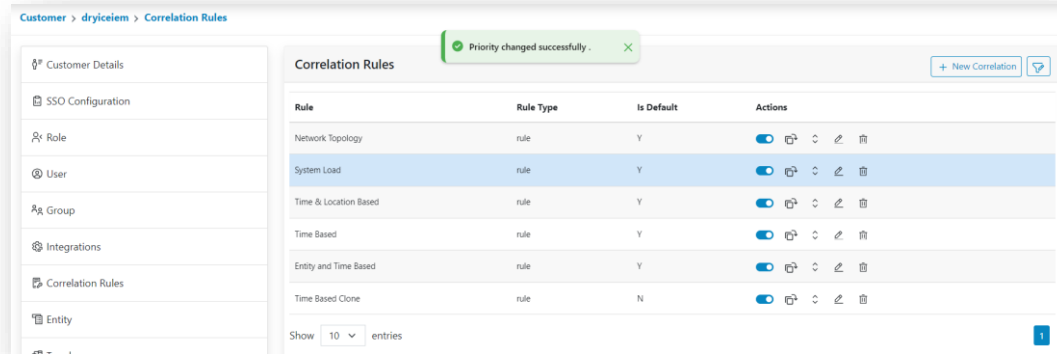 Customer > dryiceiem > Correlation Rules
Priority changed successfully .
Customer Details
SSO Configuration
Role
User
Group
Integrations
Correlation Rules
Entity
Correlation Rules
+ New Correlation
Rule Rule Type Is Default Actions
Network Topology rule Y
System Load rule Y
Time & Location Based rule Y
Time Based rule Y
Entity and Time Based rule Y
Time Based Clone rule N
Show 10 entries
1